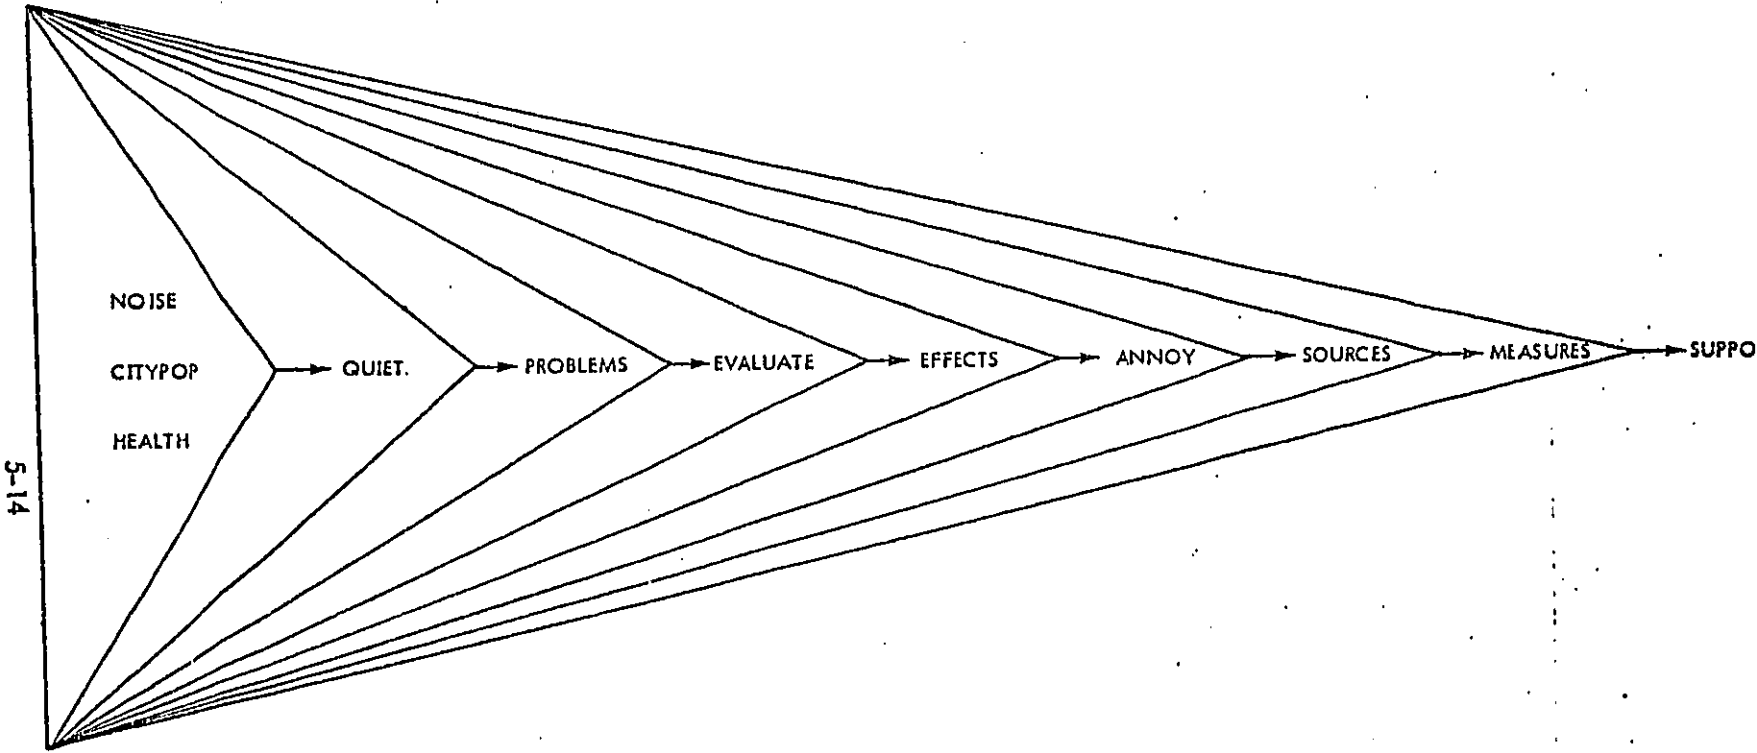 NOISE
CITYPOP
HEALTH
QUIET.
PROBLEMS
EVALUATE
EFFECTS
ANNOY
SOURCES
MEASURES
SUPPO
5-14